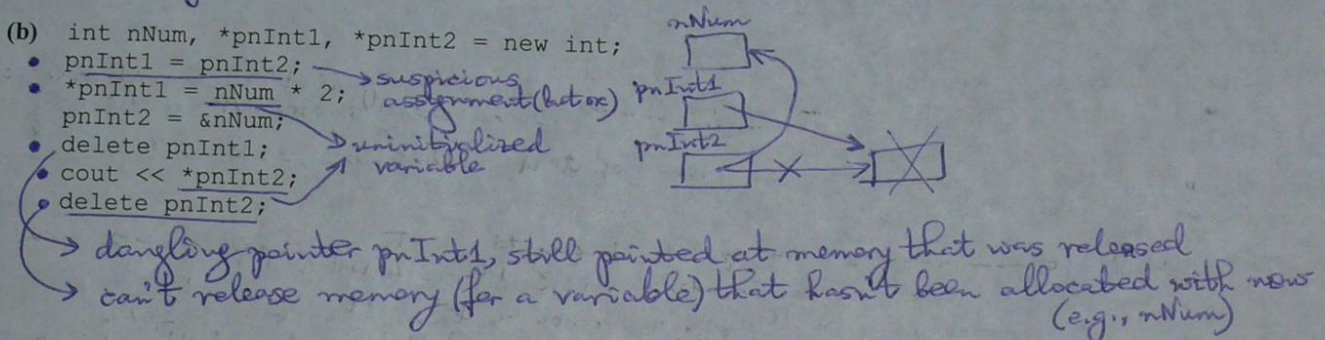 (b) int nNum, *pnInt1, *pnInt2 = new int;
nNum
pnInt1 = pnInt2;
suspicious
assignment (but ok)
pnInt1
*pnInt1 = nNum * 2;
pnInt2 = &nNum;
uninitialized
variable
pnInt2
delete pnInt1;
cout << *pnInt2;
delete pnInt2;
dangling pointer pnInt1, still pointed at memory that was released
can't release memory (for a variable) that hasn't been allocated with new
(e.g., nNum)